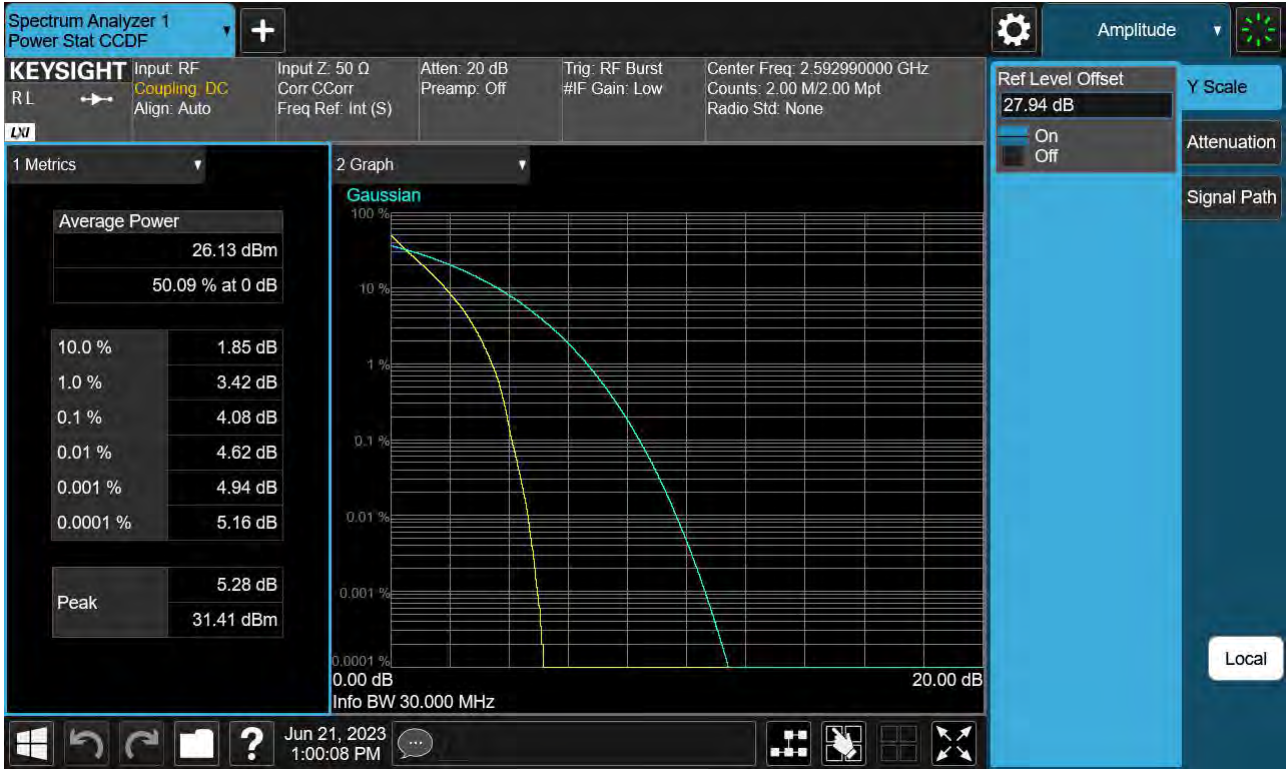 Spectrum Analyzer 1
Power Stat CCDF
+
Amplitude
KEYSIGHT
RL
LXI
Input: RF
Coupling: DC
Align: Auto
Input Z: 50 Ω
Corr CCorr
Freq Ref: Int (S)
Atten: 20 dB
Preamp: Off
Trig: RF Burst
#IF Gain: Low
Center Freq: 2.592990000 GHz
Counts: 2.00 M/2.00 Mpt
Radio Std: None
Ref Level Offset
27.94 dB
On
Off
Y Scale
Attenuation
Signal Path
Local
1 Metrics
Average Power
26.13 dBm
50.09 % at 0 dB
10.0 % 1.85 dB
1.0 % 3.42 dB
0.1 % 4.08 dB
0.01 % 4.62 dB
0.001 % 4.94 dB
0.0001 % 5.16 dB
Peak 5.28 dB
31.41 dBm
2 Graph
Gaussian
100 %
10 %
1 %
0.1 %
0.01 %
0.001 %
0.0001 %
0.00 dB 20.00 dB
Info BW 30.000 MHz
?
Jun 21, 2023
1:00:08 PM